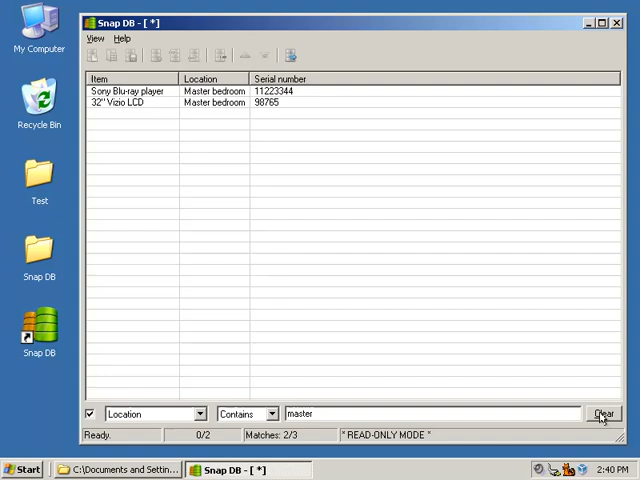 My Computer
Recycle Bin
Test
Snap DB
Snap DB
Snap DB - [ *]
View Help
Item Location Serial number
Sony Blu-ray player Master bedroom 11223344
32" Vizio LCD Master bedroom 98765
Location Contains master Clear
Ready. 0/2 Matches: 2/3 * READ-ONLY MODE *
Start C:\Documents and Settin... Snap DB - [ *] 2:40 PM